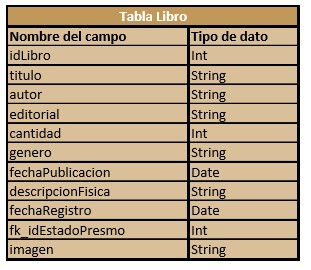 Tabla Libro
Nombre del campo Tipo de dato
idLibro Int
titulo String
autor String
editorial String
cantidad Int
genero String
fechaPublicacion Date
descripcionFisica String
fechaRegistro Date
fk_idEstadoPresmo Int
imagen String